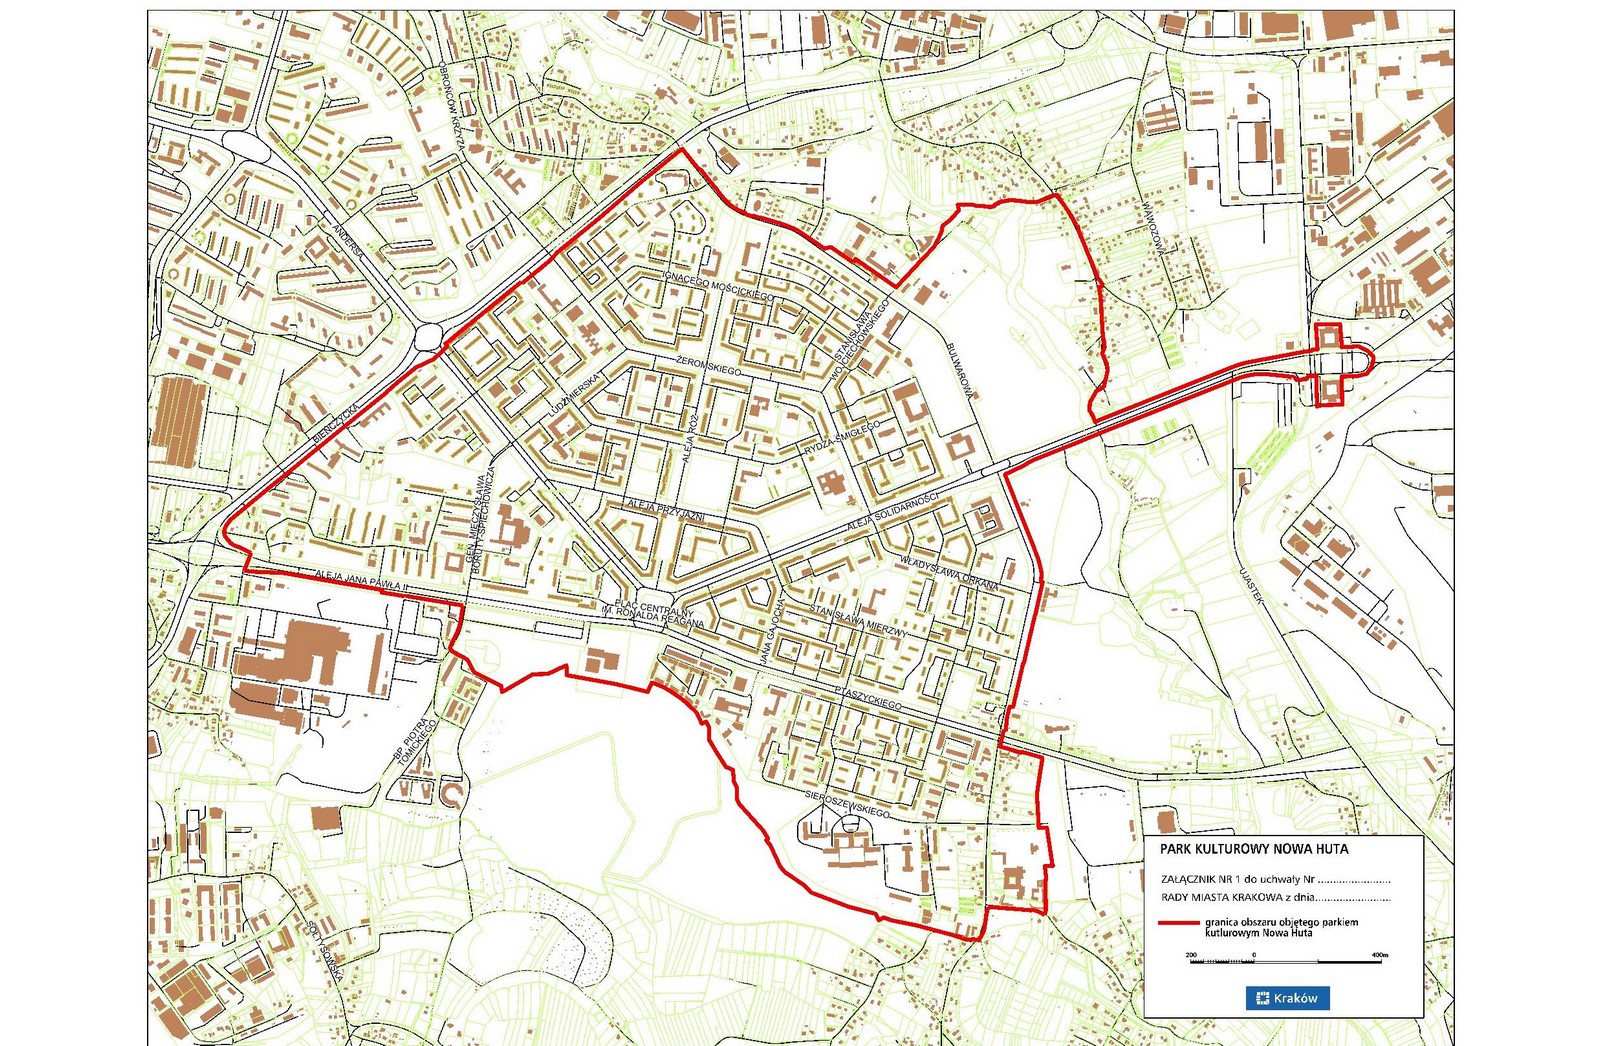 OBROŃCÓW KRZYŻA
ANDERSA
WAWOZOWA
IGNACEGO MOŚCICKIEGO
STANISŁAWA
WOJCIECHOWSKIEGO
BULWAROWA
ŻEROMSKIEGO
LUDŹMIERSKA
BIEŃCZYCKA
ALEJA RÓŻ
RYDZA-ŚMIGŁEGO
GEN. MIECZYSŁAWA
BORUTY-SPIECHOWICZA
ALEJA PRZYJAŹNI
ALEJA SOLIDARNOŚCI
WŁADYSŁAWA ORKANA
UJASTEK
ALEJA JANA PAWŁA II
PLAC CENTRALNY
IM. RONALDA REAGANA
JANA GAJOCHA
STANISŁAWA MIERZWY
PTASZYCKIEGO
BP. PIOTRA
TOMICKIEGO
SIEROSZEWSKIEGO
SOŁTYSOWSKA
PARK KULTUROWY NOWA HUTA
ZAŁĄCZNIK NR 1 do uchwały Nr ........................
RADY MIASTA KRAKOWA z dnia.........................
granica obszaru objętego parkiem
kutlurowym Nowa Huta
200 0 400m
Kraków